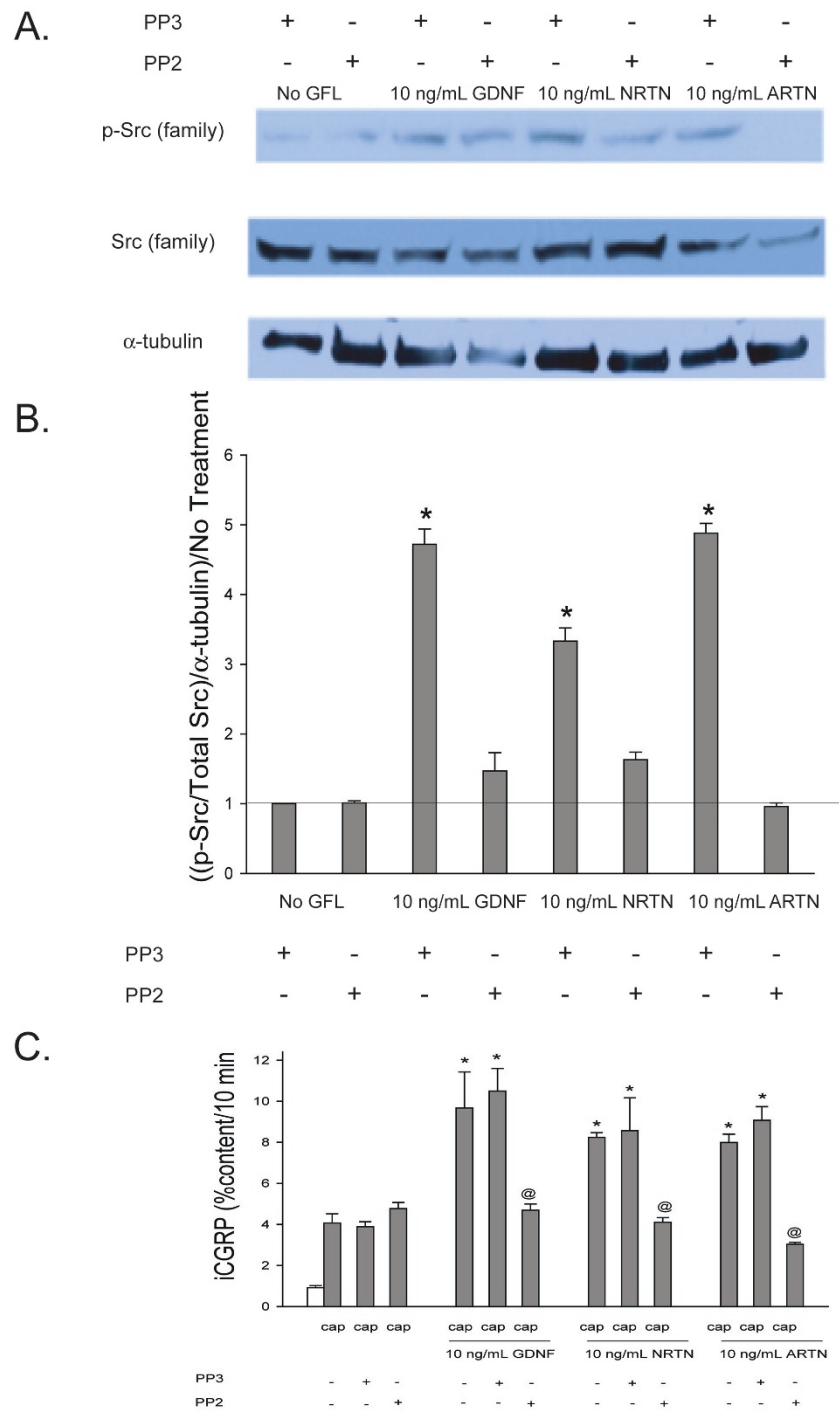 A.
PP3 + - + - + - + -
PP2 - + - + - + - +
No GFL 10 ng/mL GDNF 10 ng/mL NRTN 10 ng/mL ARTN
p-Src (family)
Src (family)
α-tubulin
B.
((p-Src/Total Src)/α-tubulin)/No Treatment
6
5
4
3
2
1
0
* * *
No GFL 10 ng/mL GDNF 10 ng/mL NRTN 10 ng/mL ARTN
PP3 + - + - + - + -
PP2 - + - + - + - +
C.
iCGRP (%content/10 min
12
10
8
6
4
2
0
* * @ * * @ * * @
cap cap cap cap cap cap cap cap cap cap cap cap
10 ng/mL GDNF 10 ng/mL NRTN 10 ng/mL ARTN
PP3 - + - - + - - + - - + -
PP2 - - + - - + - - + - - +